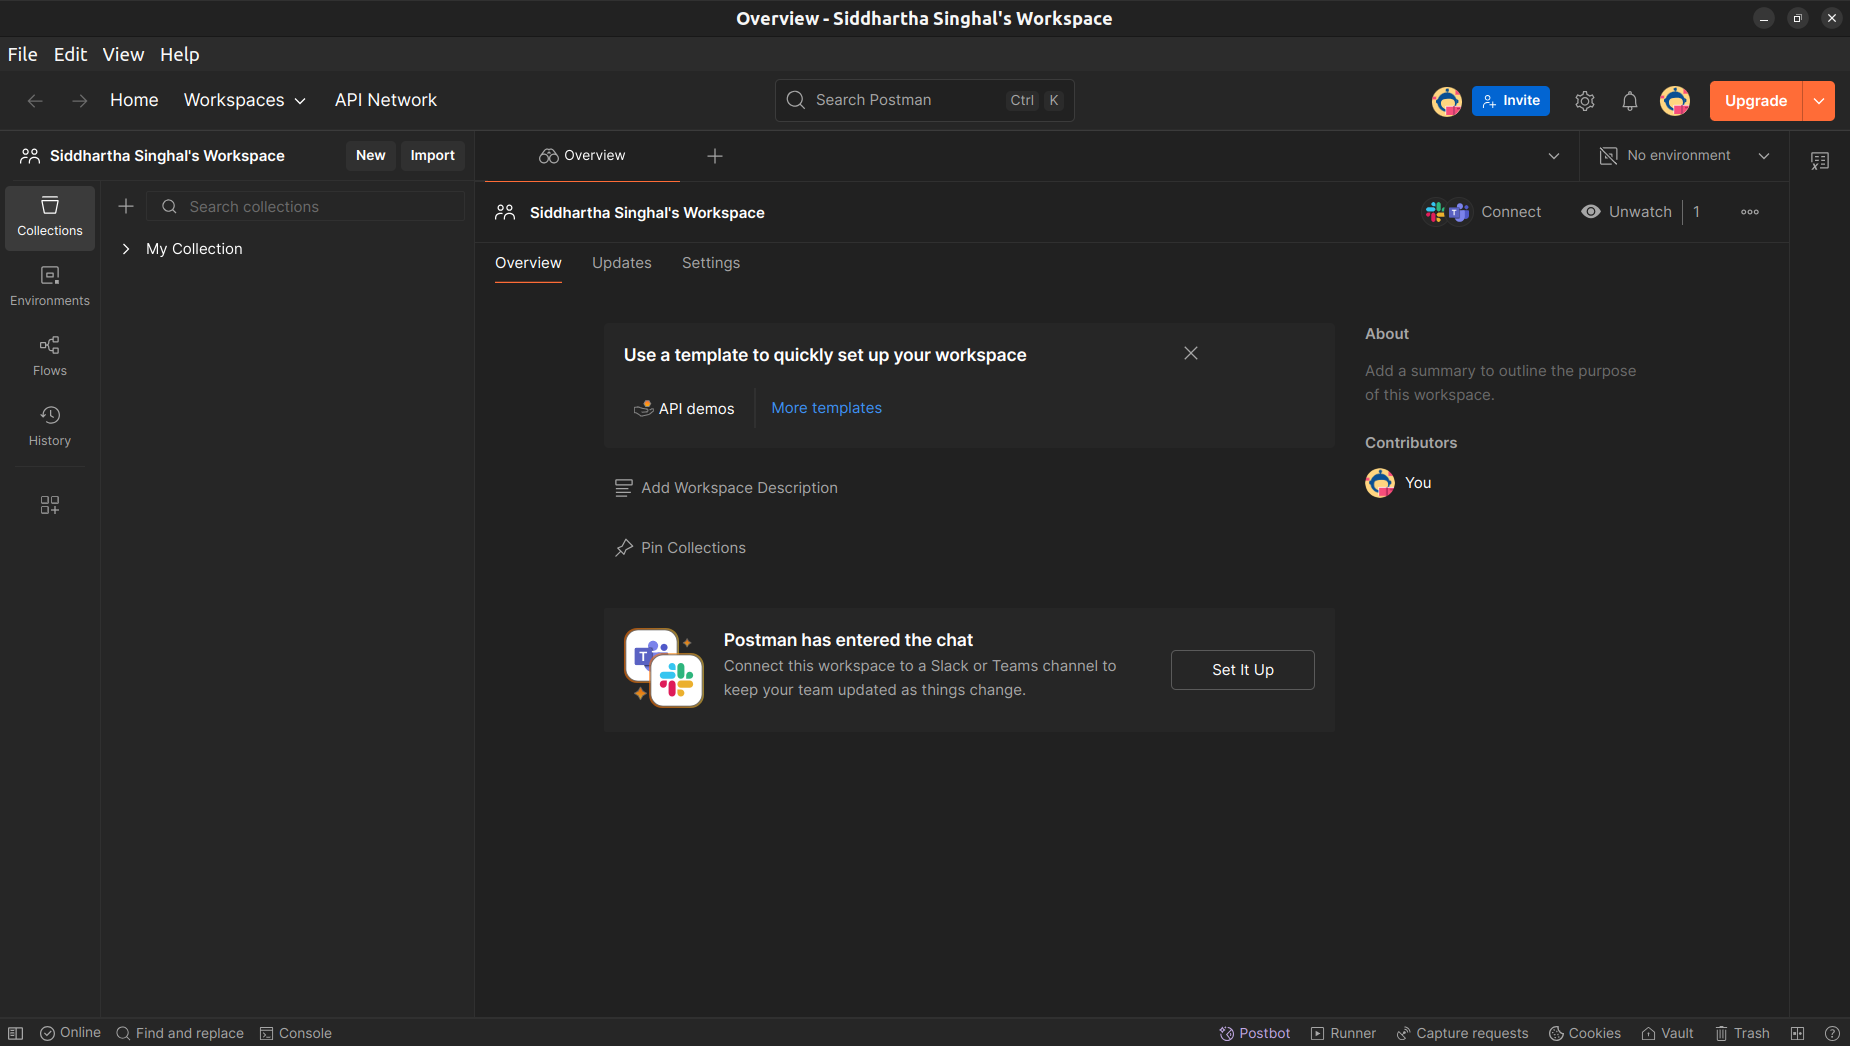 Overview - Siddhartha Singhal's Workspace
File Edit View Help
Home Workspaces API Network
Search Postman Ctrl K
Invite
Upgrade
Siddhartha Singhal's Workspace New Import
Overview
No environment
Collections
Search collections
My Collection
Environments
Flows
History
Siddhartha Singhal's Workspace
Connect Unwatch 1
Overview Updates Settings
Use a template to quickly set up your workspace
API demos More templates
Add Workspace Description
Pin Collections
Postman has entered the chat
Connect this workspace to a Slack or Teams channel to
keep your team updated as things change.
Set It Up
About
Add a summary to outline the purpose
of this workspace.
Contributors
You
Online Find and replace Console
Postbot Runner Capture requests Cookies Vault Trash